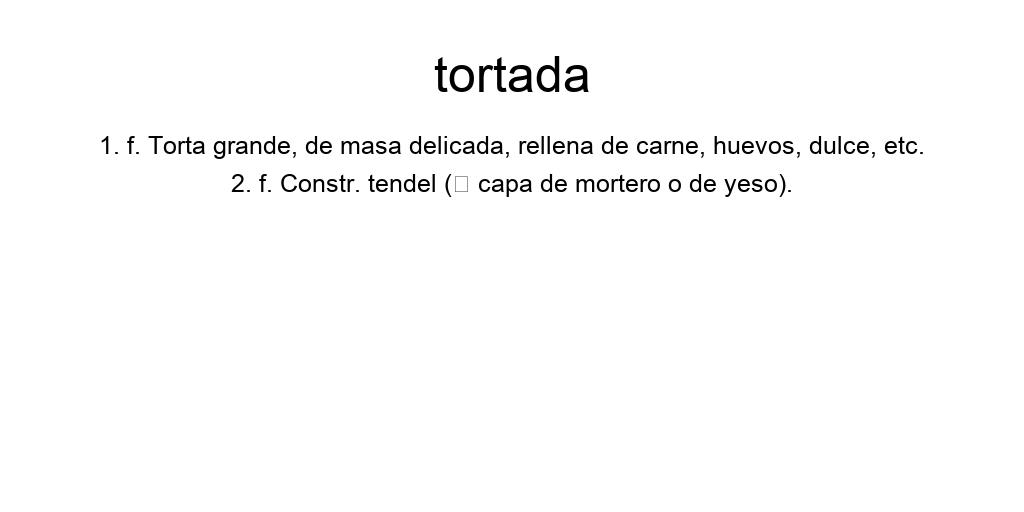 tortada
1. f. Torta grande, de masa delicada, rellena de carne, huevos, dulce, etc.
2. f. Constr. tendel (□ capa de mortero o de yeso).